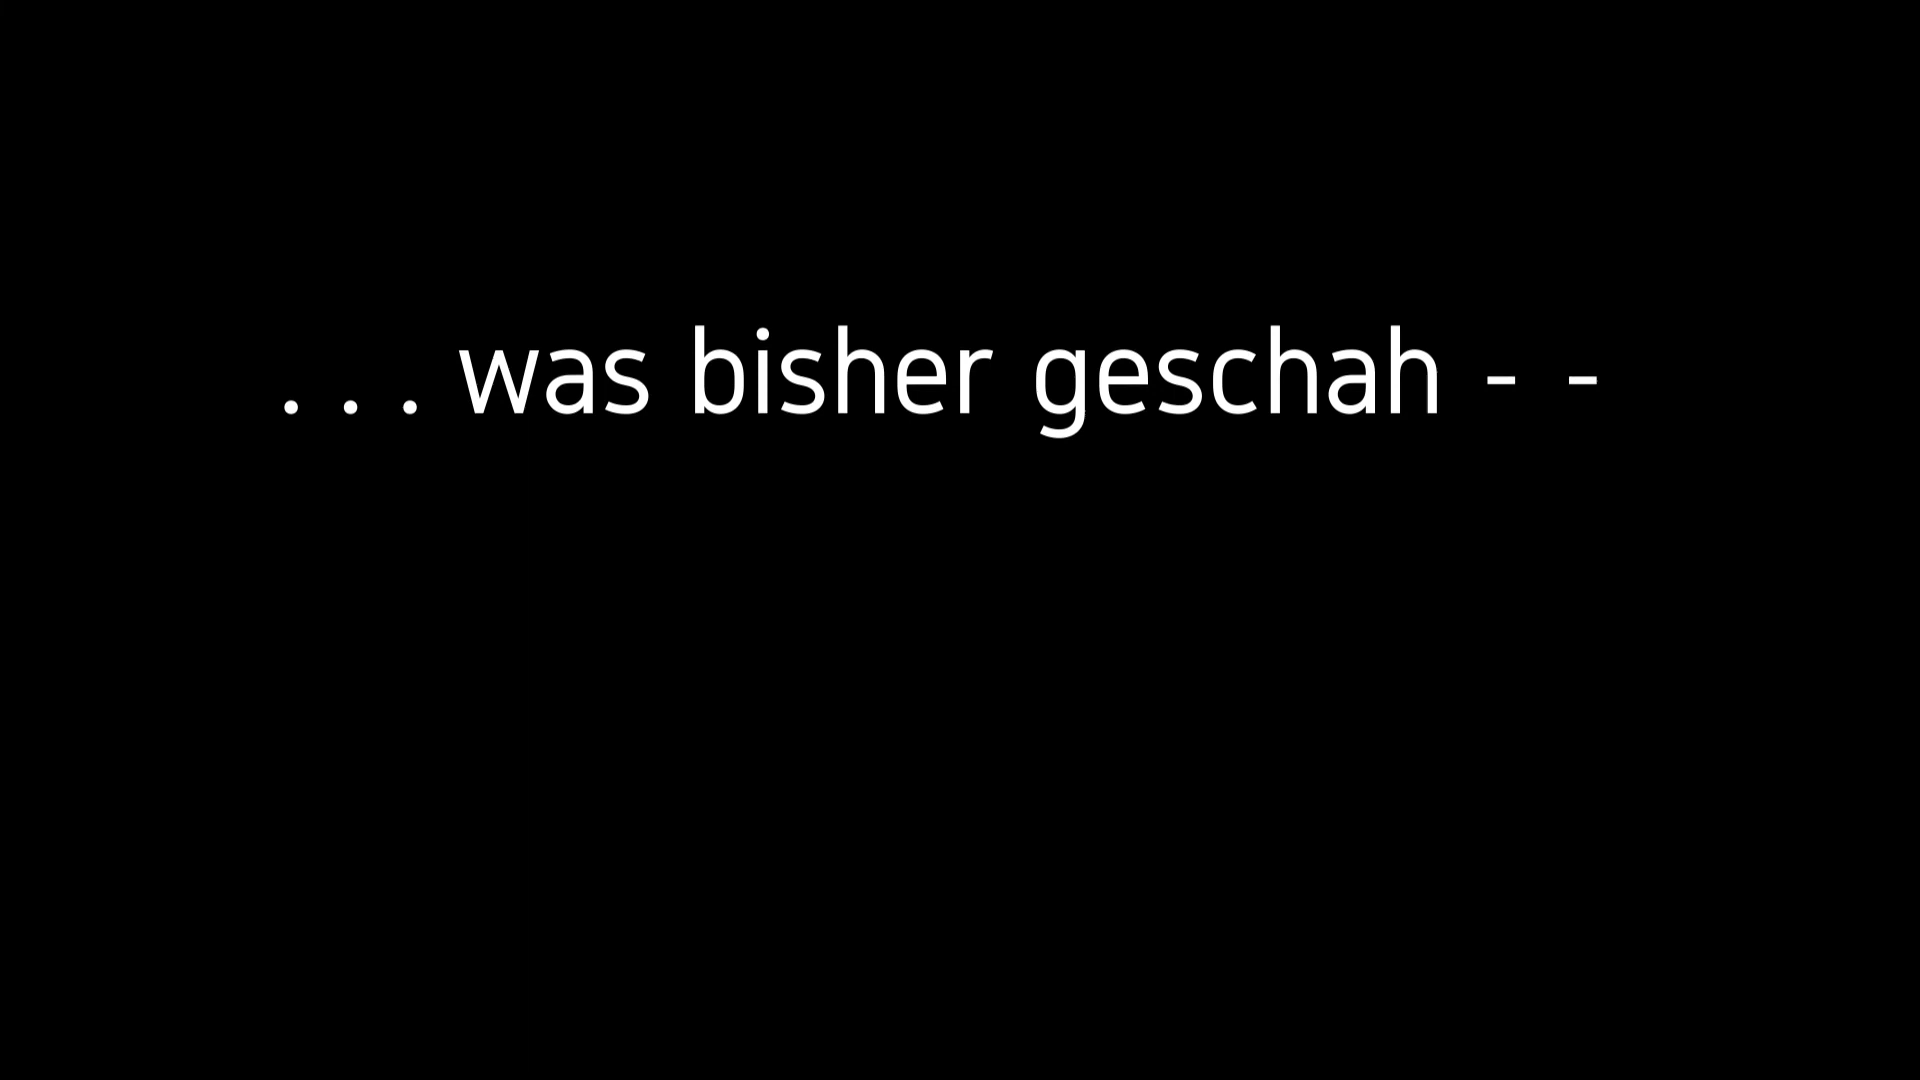 . . . was bisher geschah - -